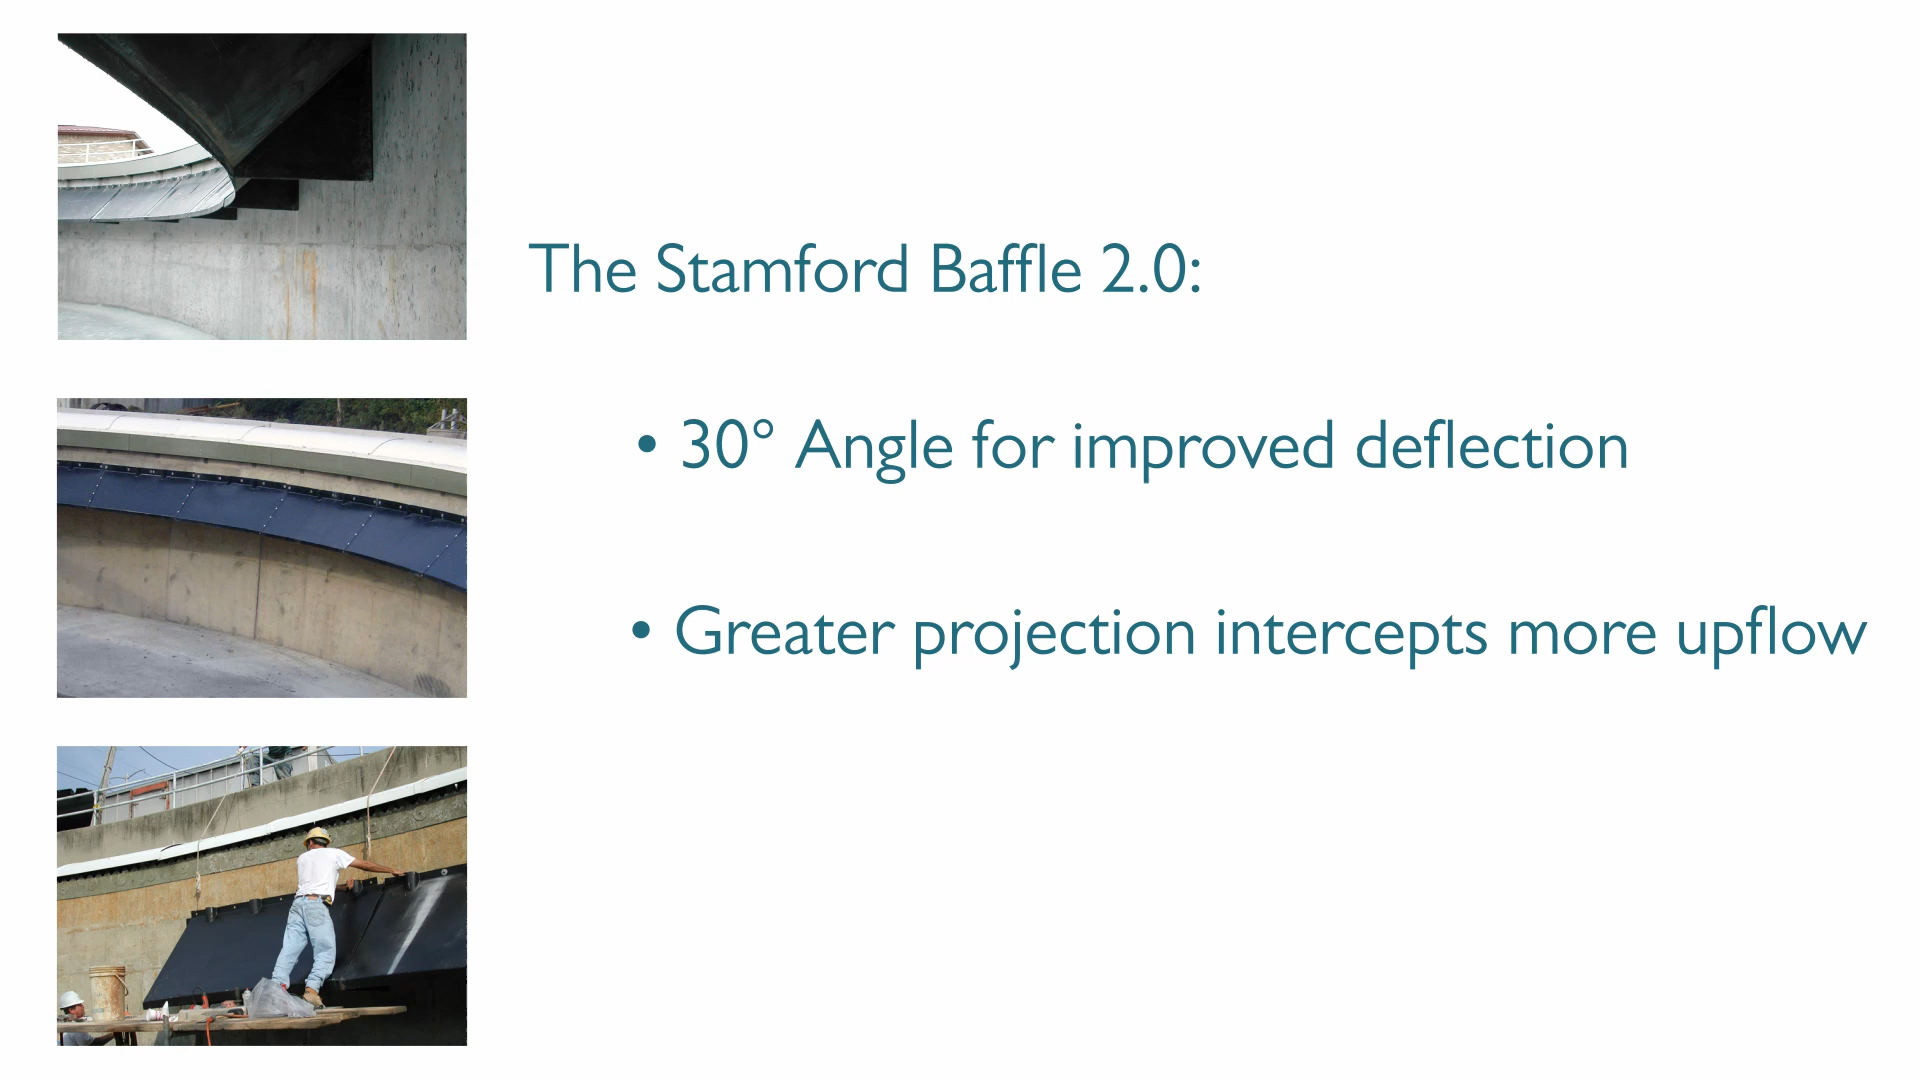 The Stamford Baffle 2.0:
• 30° Angle for improved deflection
• Greater projection intercepts more upflow